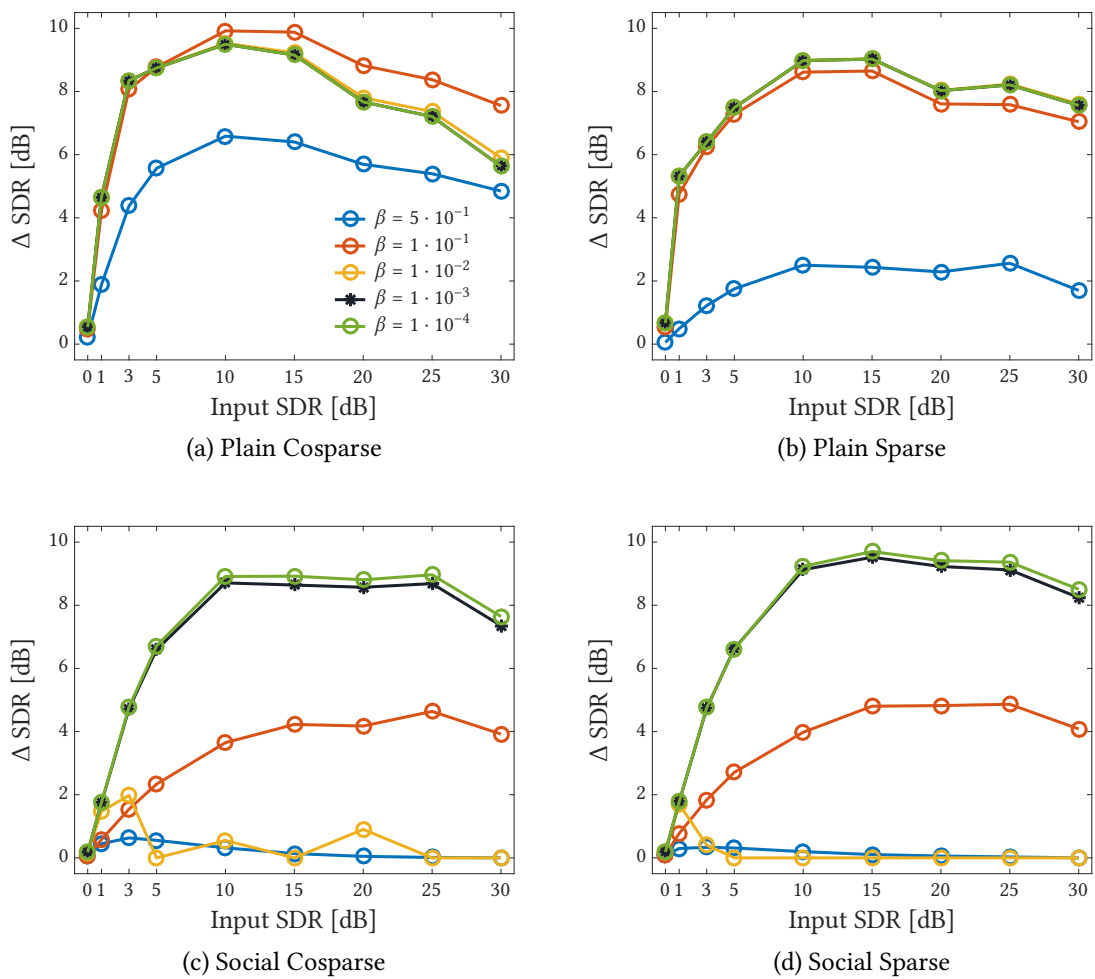 10
8
6
4
2
0
Δ SDR [dB]
β = 5 · 10⁻¹
β = 1 · 10⁻¹
β = 1 · 10⁻²
β = 1 · 10⁻³
β = 1 · 10⁻⁴
0 1 3 5 10 15 20 25 30
Input SDR [dB]
(a) Plain Cosparse
10
8
6
4
2
0
Δ SDR [dB]
0 1 3 5 10 15 20 25 30
Input SDR [dB]
(b) Plain Sparse
10
8
6
4
2
0
Δ SDR [dB]
0 1 3 5 10 15 20 25 30
Input SDR [dB]
(c) Social Cosparse
10
8
6
4
2
0
Δ SDR [dB]
0 1 3 5 10 15 20 25 30
Input SDR [dB]
(d) Social Sparse